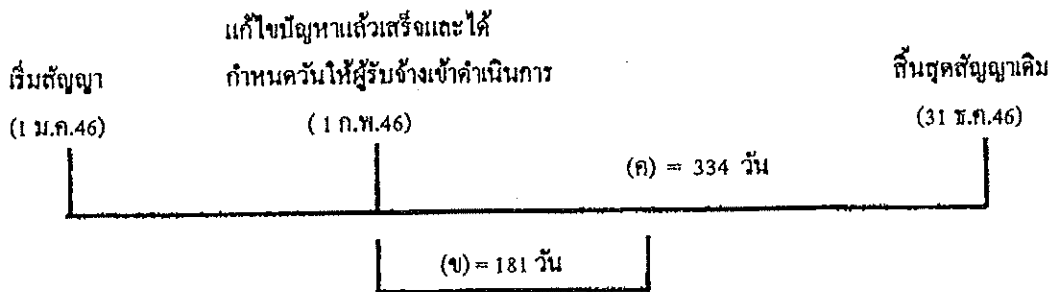 แก้ไขปัญหาแล้วเสร็จและได้
เริ่มสัญญา กำหนดวันให้ผู้รับจ้างเข้าดำเนินการ สิ้นสุดสัญญาเดิม
(1 ม.ค.46) ( 1 ก.พ.46) (31 ธ.ค.46)
(ค) = 334 วัน
(ข) = 181 วัน